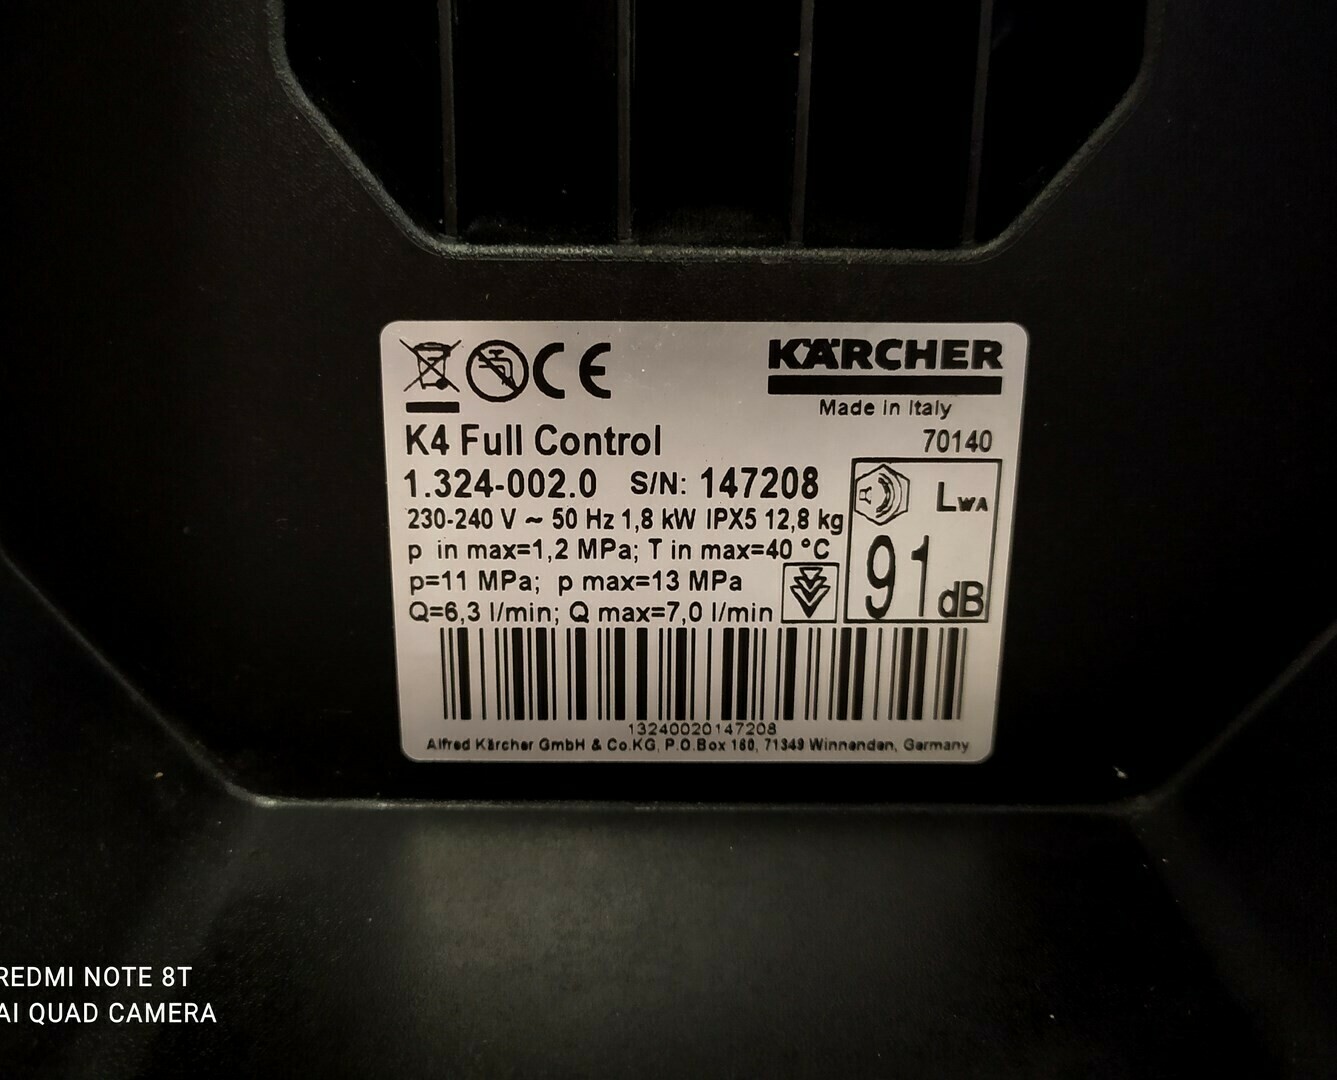 CE
KÄRCHER
Made in Italy
K4 Full Control
70140
1.324-002.0 S/N: 147208
230-240 V ~ 50 Hz 1,8 kW IPX5 12,8 kg
p in max=1,2 MPa; T in max=40 °C
p=11 MPa; p max=13 MPa
Q=6,3 l/min; Q max=7,0 l/min
LWA
91 dB
13240020147208
Alfred Kärcher GmbH & Co.KG, P.O.Box 160, 71349 Winnenden, Germany
REDMI NOTE 8T
AI QUAD CAMERA